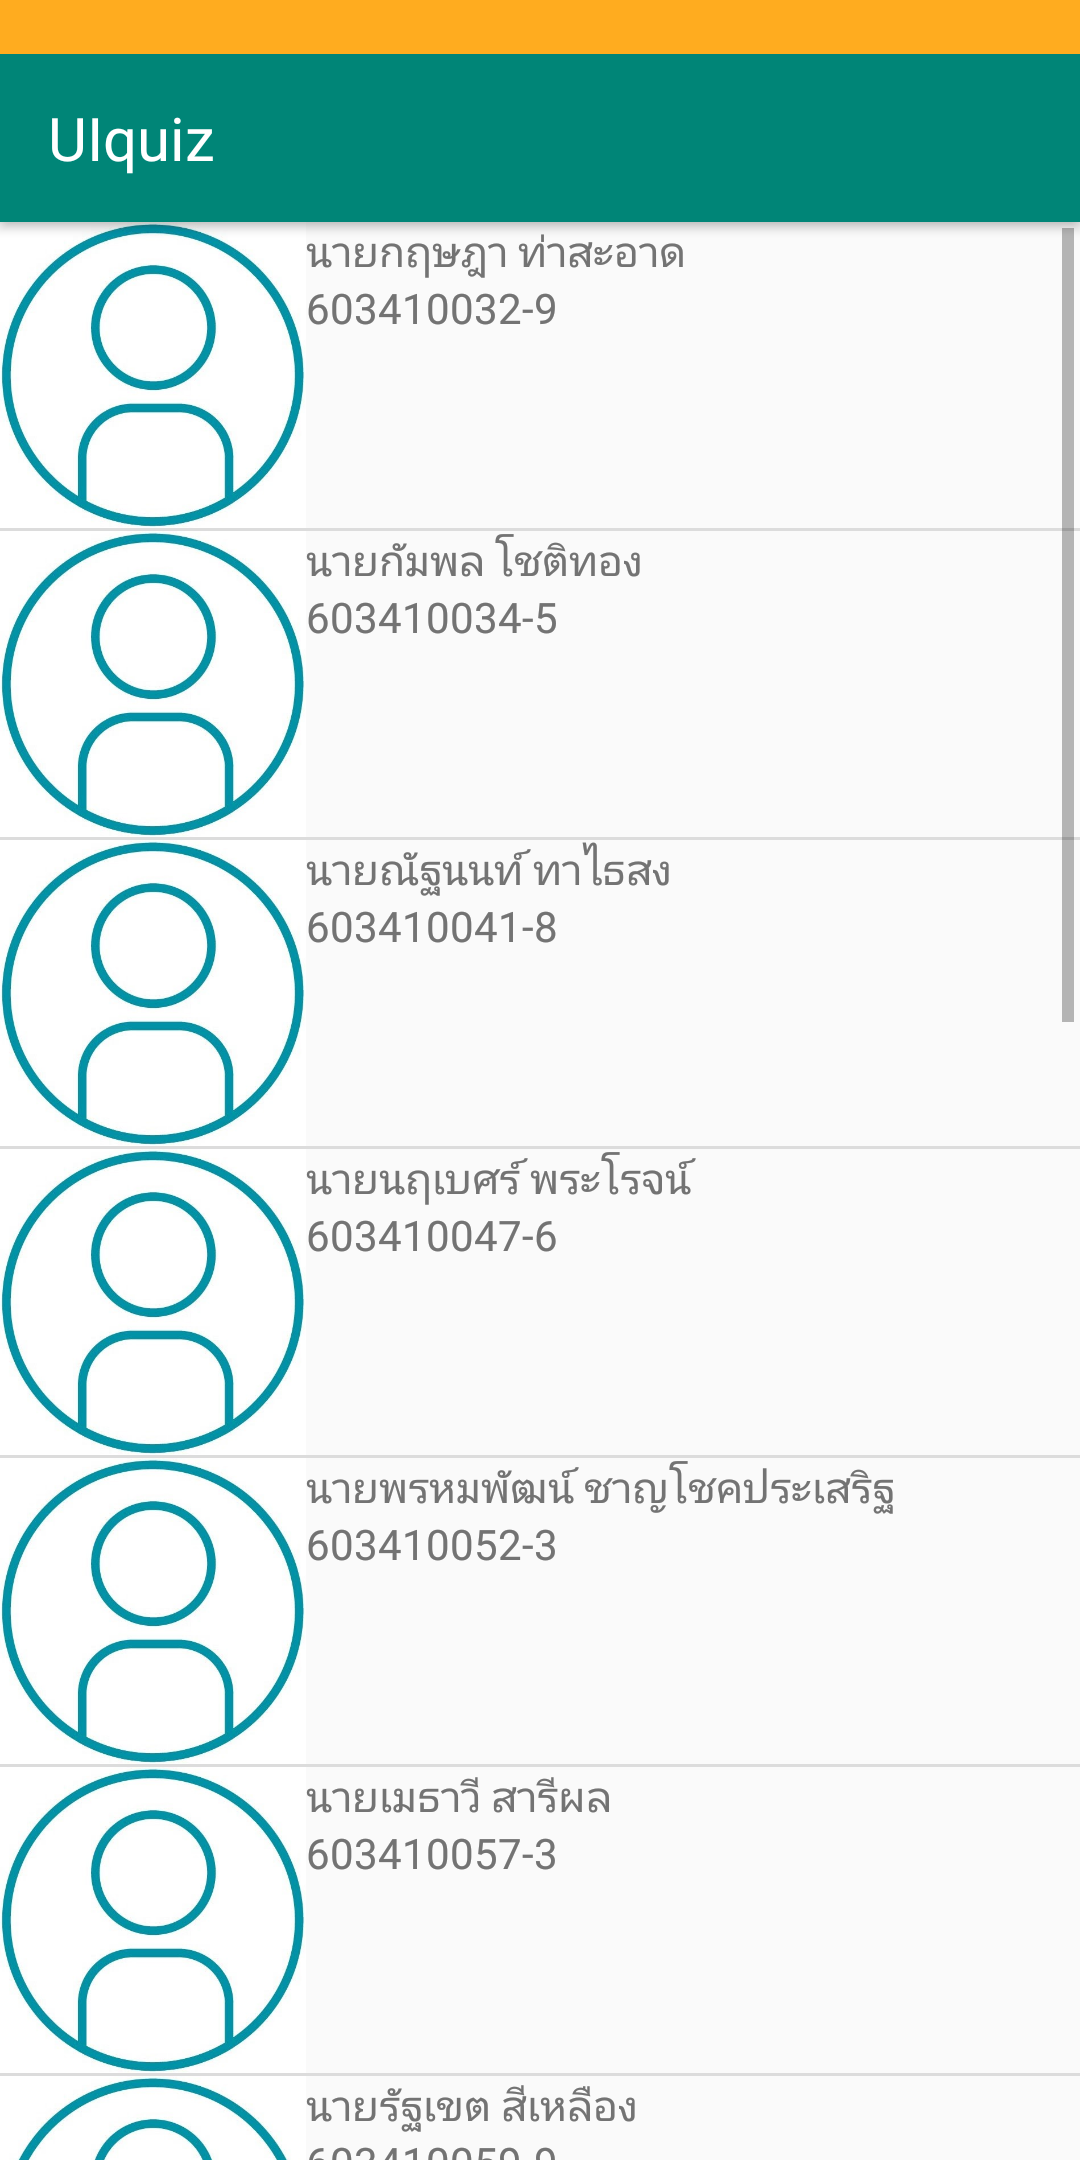 UIquiz
นายกฤษฎา ท่าสะอาด
603410032-9
นายกัมพล โชติทอง
603410034-5
นายณัฐนนท์ ทาไธสง
603410041-8
นายนฤเบศร์ พระโรจน์
603410047-6
นายพรหมพัฒน์ ชาญโชคประเสริฐ
603410052-3
นายเมธาวี สารีผล
603410057-3
นายรัฐเขต สีเหลือง